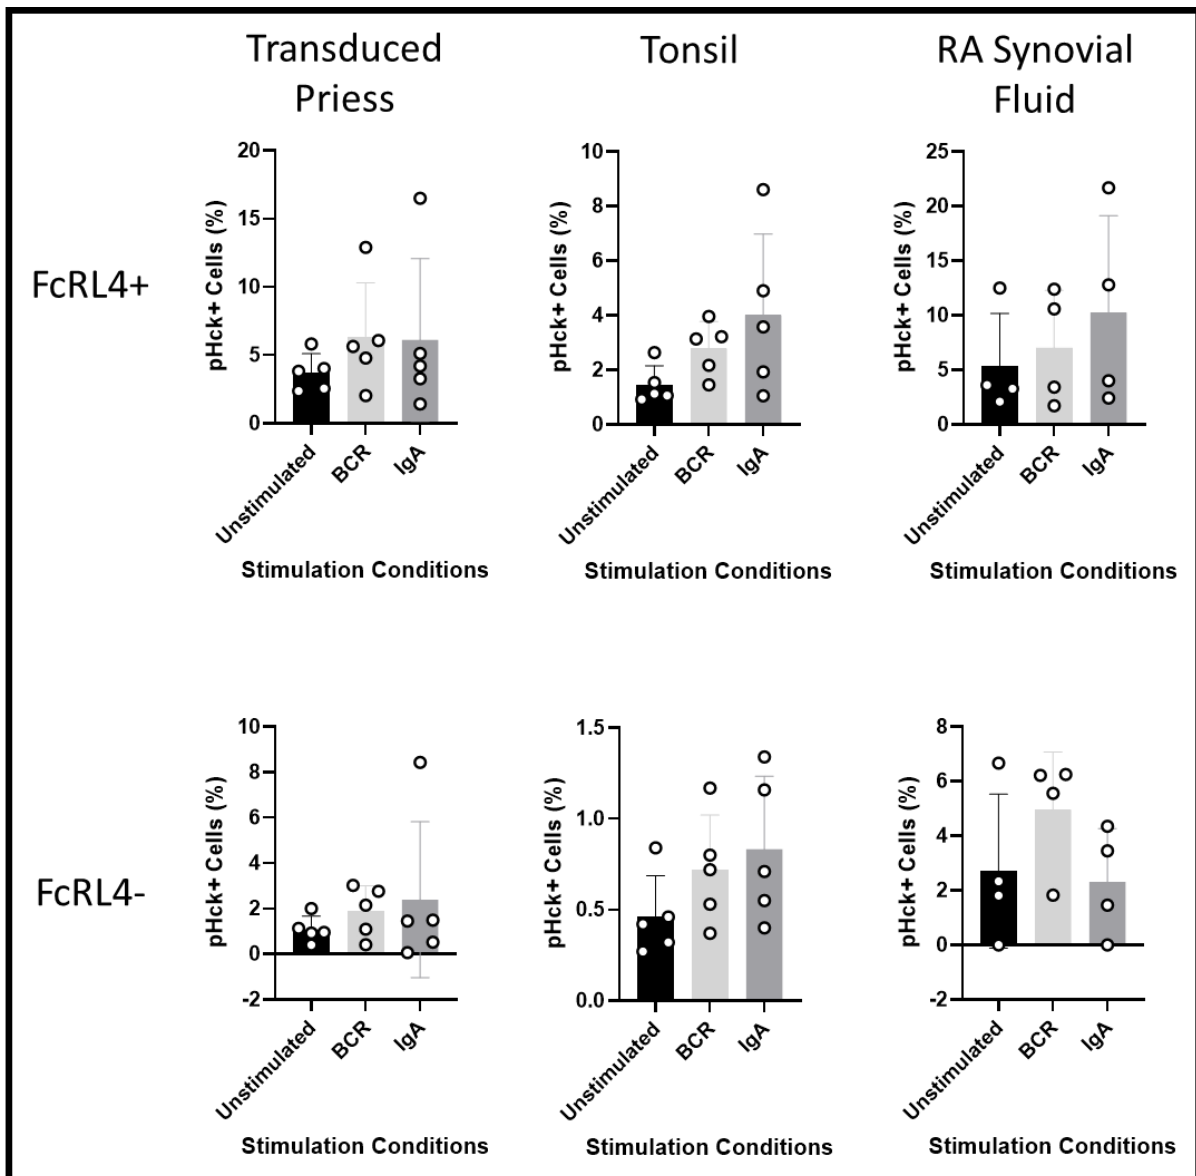 Transduced
Priess
Tonsil
RA Synovial
Fluid
FcRL4+
pHck+ Cells (%)
20
15
10
5
0
Unstimulated
BCR
IgA
Stimulation Conditions
pHck+ Cells (%)
10
8
6
4
2
0
Unstimulated
BCR
IgA
Stimulation Conditions
pHck+ Cells (%)
25
20
15
10
5
0
Unstimulated
BCR
IgA
Stimulation Conditions
FcRL4-
pHck+ Cells (%)
10
8
6
4
2
0
-2
Unstimulated
BCR
IgA
Stimulation Conditions
pHck+ Cells (%)
1.5
1.0
0.5
0.0
Unstimulated
BCR
IgA
Stimulation Conditions
pHck+ Cells (%)
8
6
4
2
0
-2
Unstimulated
BCR
IgA
Stimulation Conditions